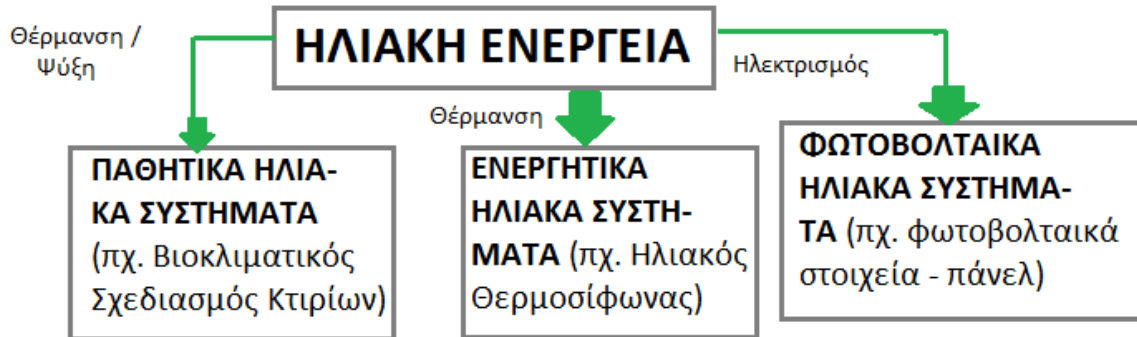 ΗΛΙΑΚΗ ΕΝΕΡΓΕΙΑ
Θέρμανση /
Ψύξη
Θέρμανση
Ηλεκτρισμός
ΠΑΘΗΤΙΚΑ ΗΛΙΑ-
ΚΑ ΣΥΣΤΗΜΑΤΑ
(πχ. Βιοκλιματικός
Σχεδιασμός Κτιρίων)
ΕΝΕΡΓΗΤΙΚΑ
ΗΛΙΑΚΑ ΣΥΣΤΗ-
ΜΑΤΑ (πχ. Ηλιακός
Θερμοσίφωνας)
ΦΩΤΟΒΟΛΤΑΙΚΑ
ΗΛΙΑΚΑ ΣΥΣΤΗΜΑ-
ΤΑ (πχ. φωτοβολταικά
στοιχεία - πάνελ)